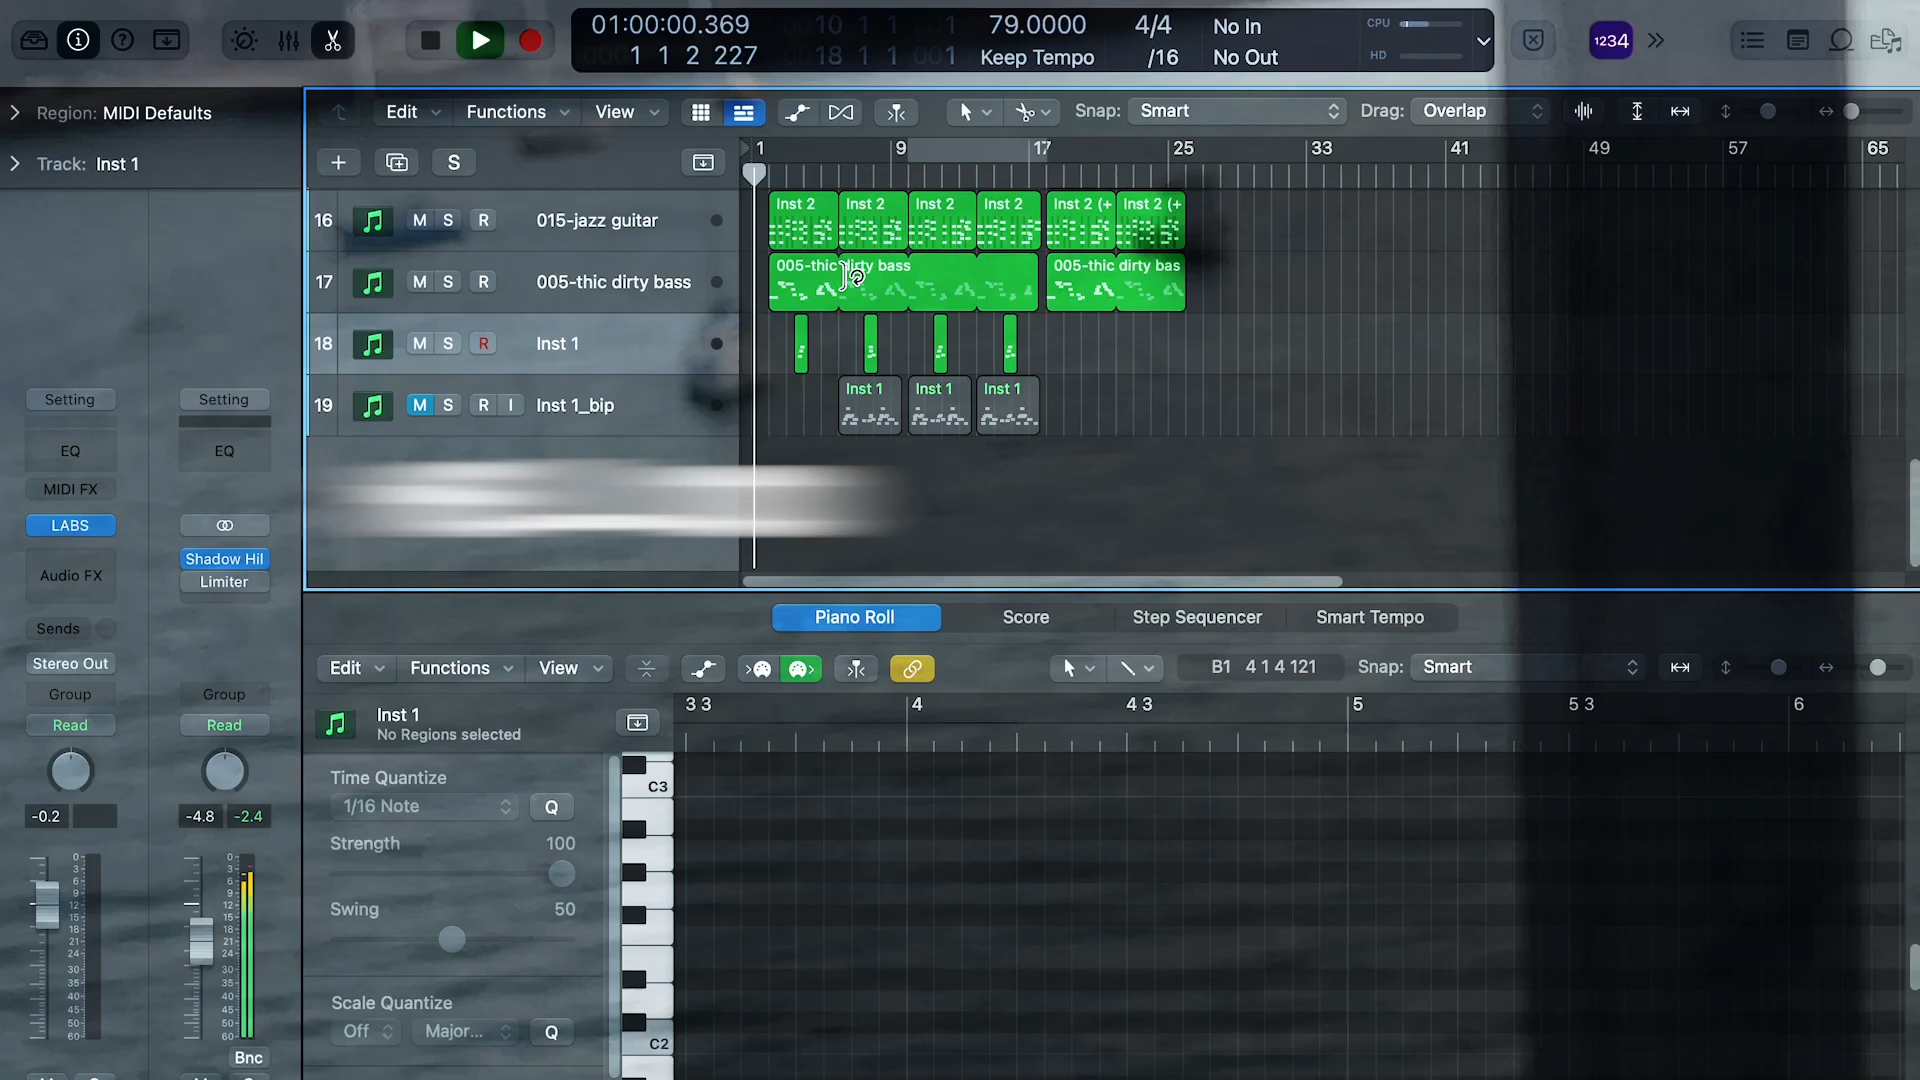 01:00:00.369
1 1 2 227
79.0000
Keep Tempo
4/4
/16
No In
No Out
CPU
HD
1234
Region: MIDI Defaults
Track: Inst 1
Edit
Functions
View
Snap: Smart
Drag: Overlap
S
1 9 17 25 33 41 49 57 65
16 M S R 015-jazz guitar
Inst 2 Inst 2 Inst 2 Inst 2 Inst 2 (+ Inst 2 (+
17 M S R 005-thic dirty bass
005-thic dirty bass 005-thic dirty bas
18 M S R Inst 1
19 M S R I Inst 1_bip
Inst 1 Inst 1 Inst 1
Setting Setting
EQ EQ
MIDI FX
LABS
Shadow Hil
Audio FX
Limiter
Sends
Stereo Out
Group Group
Read Read
-0.2 -4.8 -2.4
Bnc
Piano Roll Score Step Sequencer Smart Tempo
Edit Functions View
B1 4 1 4 121
Snap: Smart
3 3 4 4 3 5 5 3 6
Inst 1
No Regions selected
Time Quantize
1/16 Note Q
Strength 100
Swing 50
Scale Quantize
Off Major... Q
C3
C2